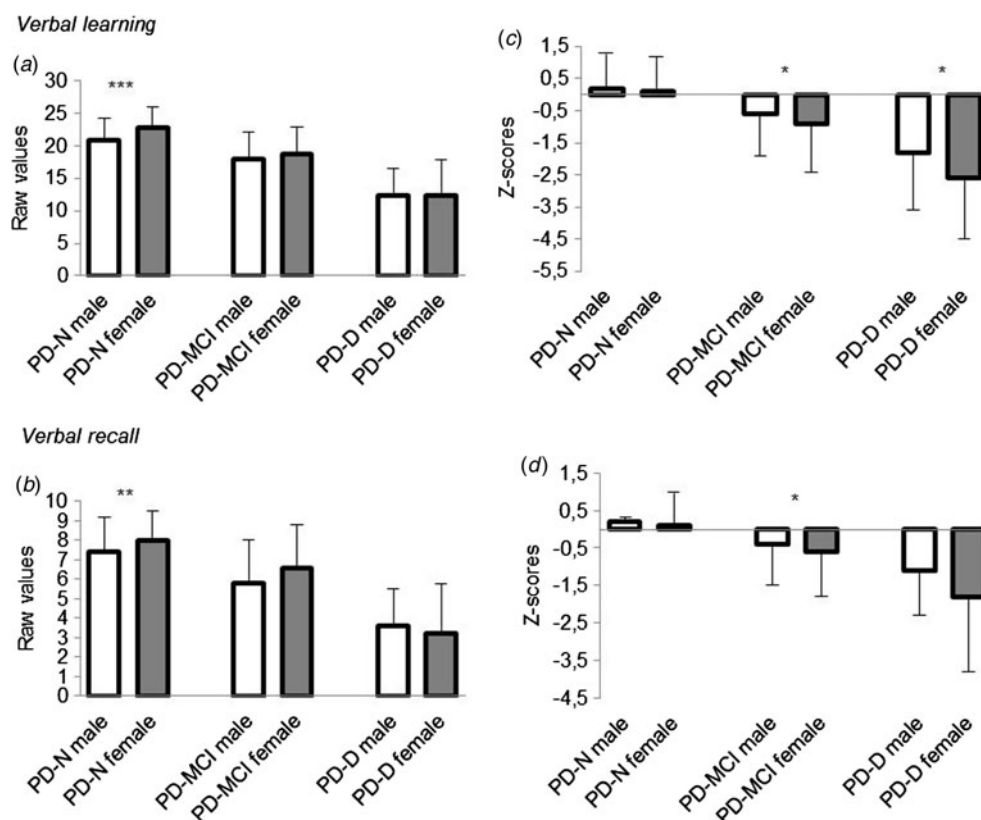 Verbal learning
(a)
***
30
25
20
15
10
5
0
Raw values
PD-N male
PD-N female
PD-MCI male
PD-MCI female
PD-D male
PD-D female
(c)
1,5
0,5
-0,5
-1,5
-2,5
-3,5
-4,5
-5,5
Z-scores
*
*
PD-N male
PD-N female
PD-MCI male
PD-MCI female
PD-D male
PD-D female
Verbal recall
(b)
**
10
9
8
7
6
5
4
3
2
1
0
Raw values
PD-N male
PD-N female
PD-MCI male
PD-MCI female
PD-D male
PD-D female
(d)
1,5
0,5
-0,5
-1,5
-2,5
-3,5
-4,5
Z-scores
*
PD-N male
PD-N female
PD-MCI male
PD-MCI female
PD-D male
PD-D female